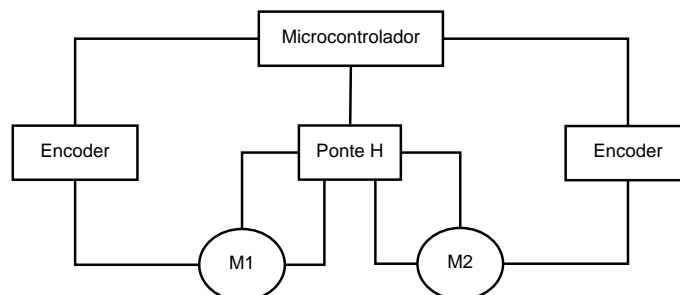 Microcontrolador
Encoder
Ponte H
Encoder
M1
M2